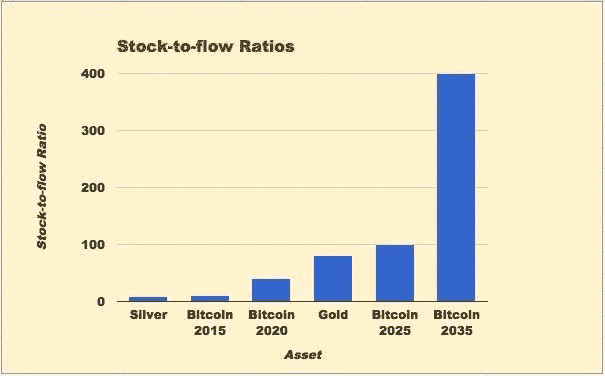 Stock-to-flow Ratios
Stock-to-flow Ratio
400
300
200
100
0
Silver
Bitcoin
2015
Bitcoin
2020
Gold
Bitcoin
2025
Bitcoin
2035
Asset